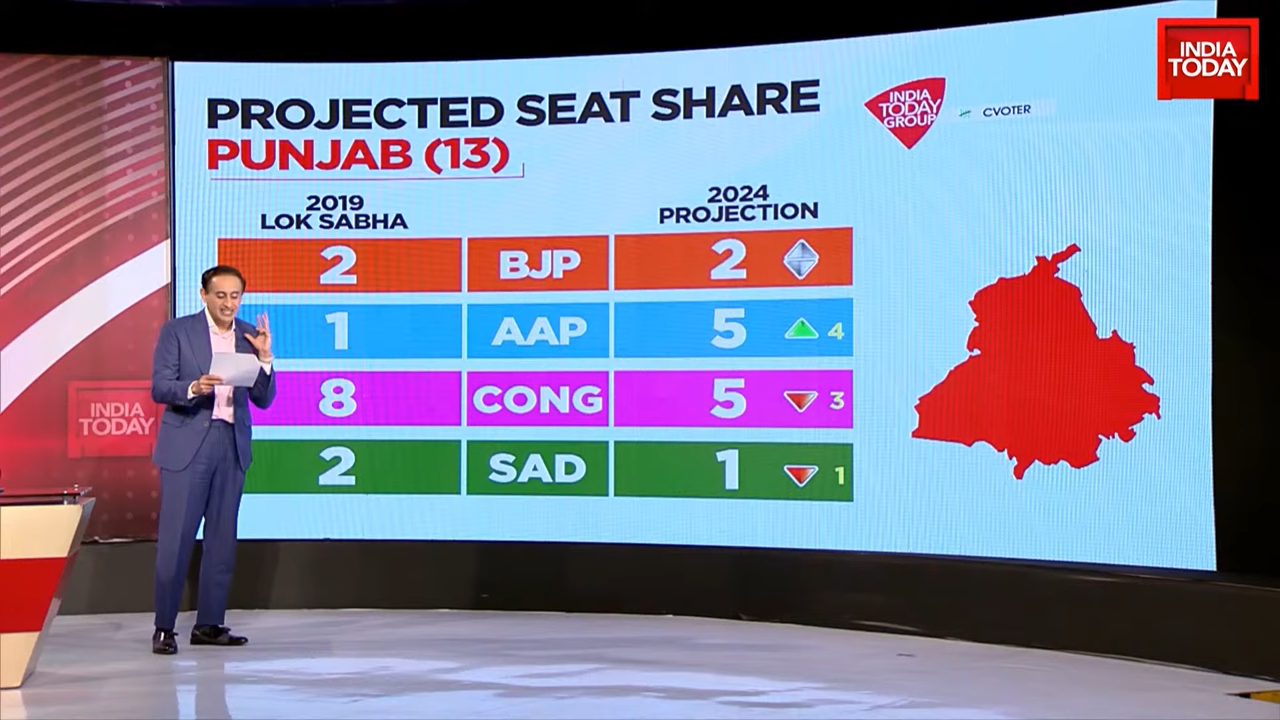 INDIA
TODAY
PROJECTED SEAT SHARE
PUNJAB (13)
INDIA
TODAY
GROUP
CVOTER
2019
LOK SABHA
2024
PROJECTION
2 BJP 2
1 AAP 5 4
8 CONG 5 3
2 SAD 1 1
INDIA
TODAY